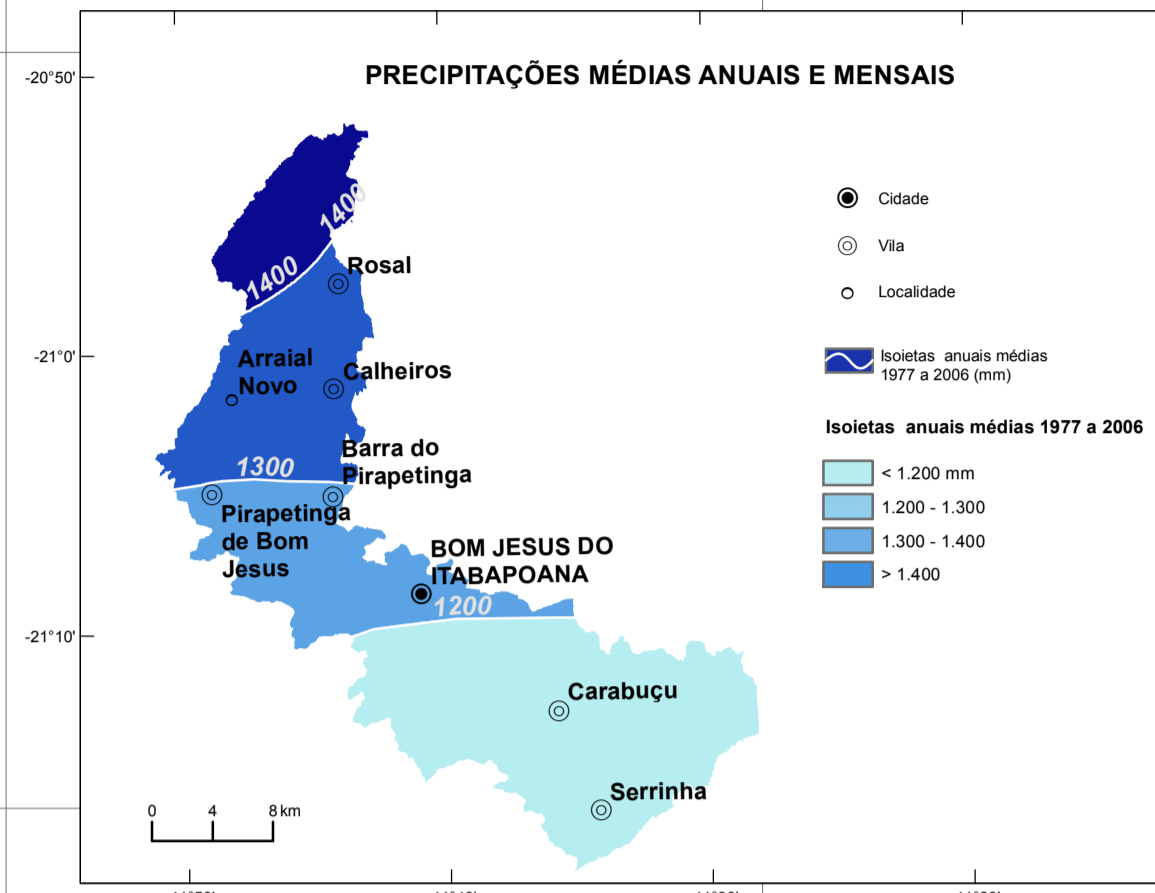 PRECIPITAÇÕES MÉDIAS ANUAIS E MENSAIS
-20°50'
-21°0'
-21°10'
1400
1400
Rosal
Arraial
Novo
Calheiros
Barra do
Pirapetinga
1300
Pirapetinga
de Bom
Jesus
BOM JESUS DO
ITABAPOANA
1200
Carabuçu
Serrinha
0 4 8 km
Cidade
Vila
Localidade
Isoietas anuais médias
1977 a 2006 (mm)
Isoietas anuais médias 1977 a 2006
< 1.200 mm
1.200 - 1.300
1.300 - 1.400
> 1.400